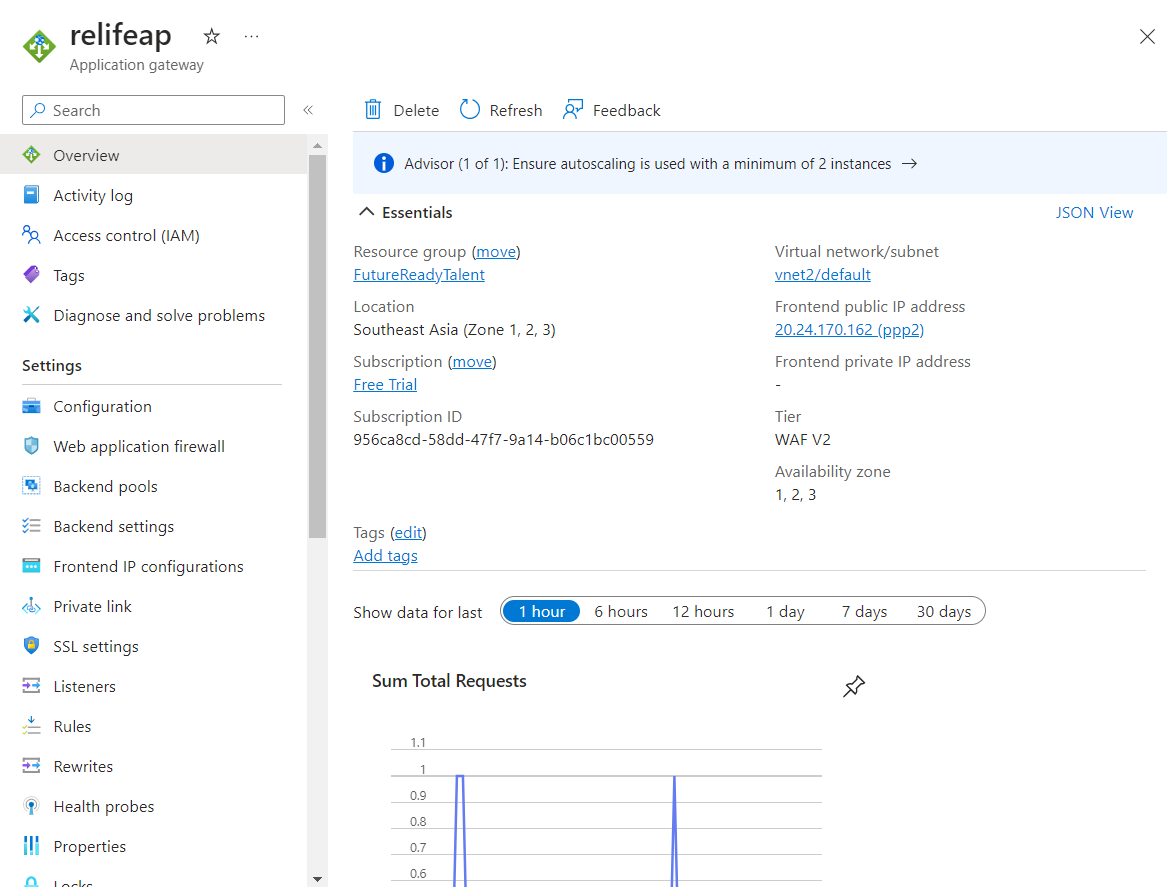 relifeap
Application gateway
Search
Overview
Activity log
Access control (IAM)
Tags
Diagnose and solve problems
Settings
Configuration
Web application firewall
Backend pools
Backend settings
Frontend IP configurations
Private link
SSL settings
Listeners
Rules
Rewrites
Health probes
Properties
Locks
Delete Refresh Feedback
Advisor (1 of 1): Ensure autoscaling is used with a minimum of 2 instances →
Essentials JSON View
Resource group (move)
FutureReadyTalent
Location
Southeast Asia (Zone 1, 2, 3)
Subscription (move)
Free Trial
Subscription ID
956ca8cd-58dd-47f7-9a14-b06c1bc00559
Virtual network/subnet
vnet2/default
Frontend public IP address
20.24.170.162 (ppp2)
Frontend private IP address
-
Tier
WAF V2
Availability zone
1, 2, 3
Tags (edit)
Add tags
Show data for last 1 hour 6 hours 12 hours 1 day 7 days 30 days
Sum Total Requests
1.1
1
0.9
0.8
0.7
0.6